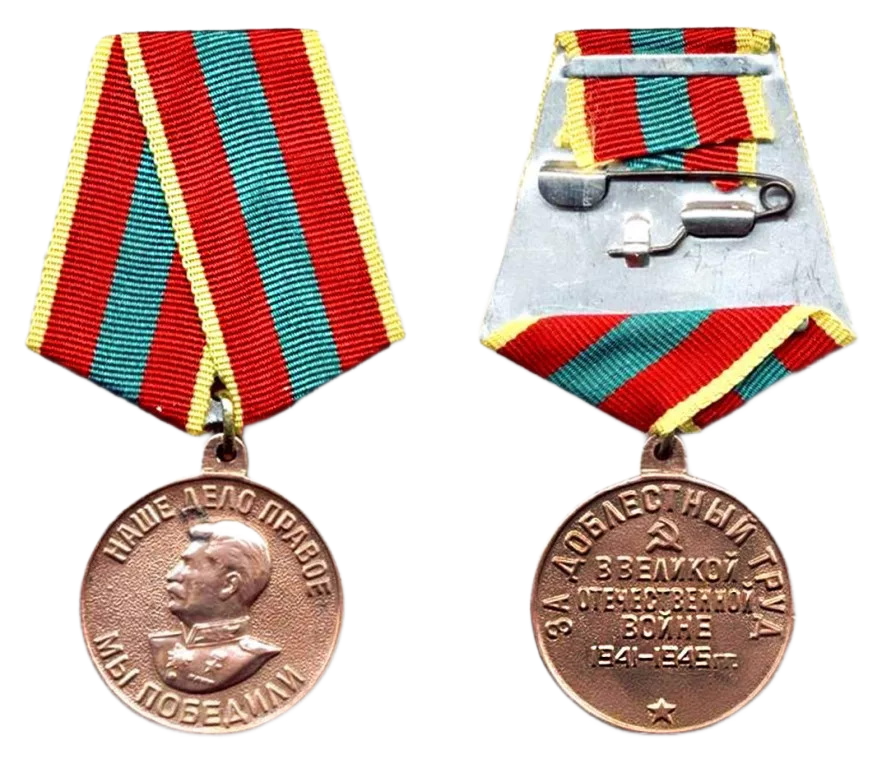 НАШЕ ДЕЛО ПРАВОЕ
МЫ ПОБЕДИЛИ
ЗА ДОБЛЕСТНЫЙ ТРУД
В ВЕЛИКОЙ
ОТЕЧЕСТВЕННОЙ
ВОЙНЕ
1941-1945 гг.